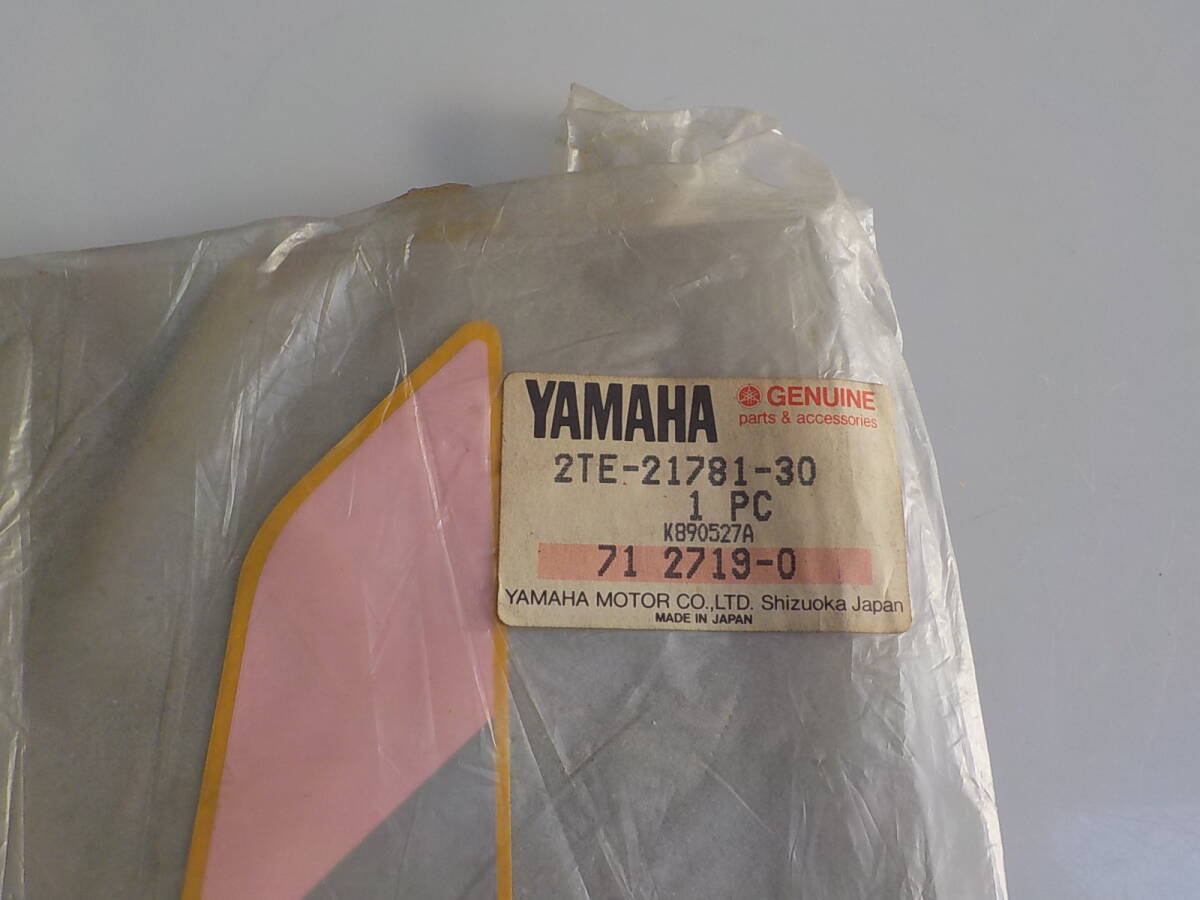 YAMAHA GENUINE
parts & accessories
2TE-21781-30
1 PC
K890527A
71 2719-0
YAMAHA MOTOR CO.,LTD. Shizuoka Japan
MADE IN JAPAN